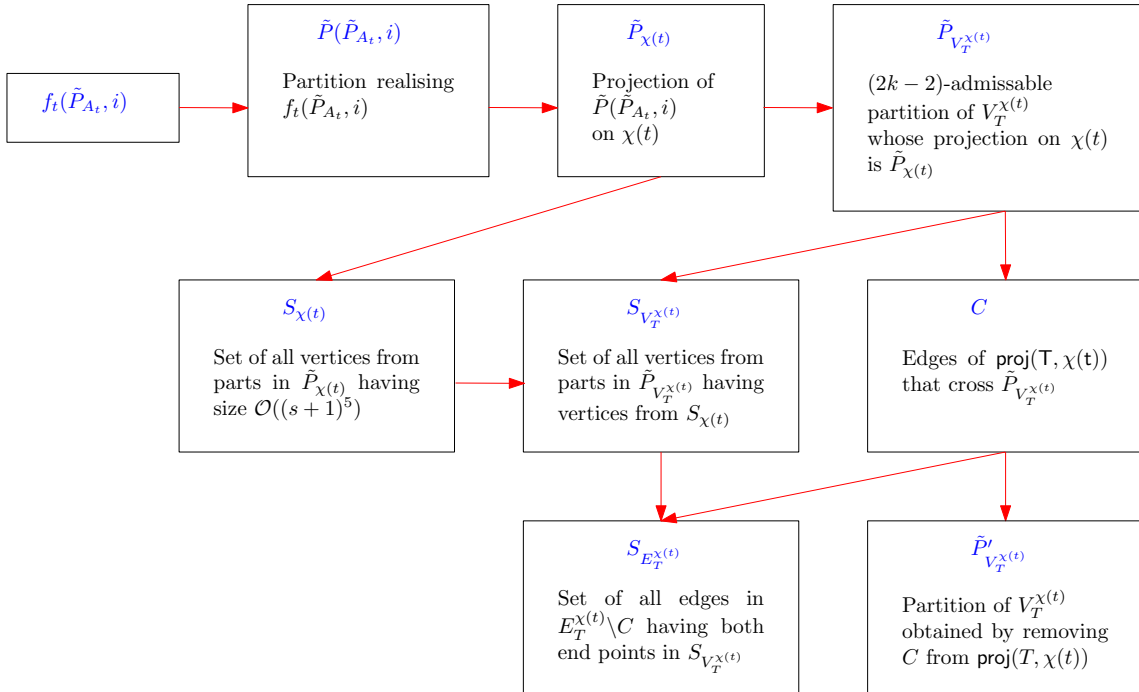 $f_t(\tilde{P}_{A_t}, i)$
$\tilde{P}(\tilde{P}_{A_t}, i)$
Partition realising
$f_t(\tilde{P}_{A_t}, i)$
$\tilde{P}_{\chi(t)}$
Projection of
$\tilde{P}(\tilde{P}_{A_t}, i)$
on $\chi(t)$
$\tilde{P}_{V_T^{\chi(t)}}$
$(2k-2)$-admissable
partition of $V_T^{\chi(t)}$
whose projection on $\chi(t)$
is $\tilde{P}_{\chi(t)}$
$S_{\chi(t)}$
Set of all vertices from
parts in $\tilde{P}_{\chi(t)}$ having
size $\mathcal{O}((s+1)^5)$
$S_{V_T^{\chi(t)}}$
Set of all vertices from
parts in $\tilde{P}_{V_T^{\chi(t)}}$ having
vertices from $S_{\chi(t)}$
$C$
Edges of $\mathsf{proj}(\mathsf{T}, \chi(\mathsf{t}))$
that cross $\tilde{P}_{V_T^{\chi(t)}}$
$S_{E_T^{\chi(t)}}$
Set of all edges in
$E_T^{\chi(t)} \backslash C$ having both
end points in $S_{V_T^{\chi(t)}}$
$\tilde{P}'_{V_T^{\chi(t)}}$
Partition of $V_T^{\chi(t)}$
obtained by removing
$C$ from $\mathsf{proj}(T, \chi(t))$